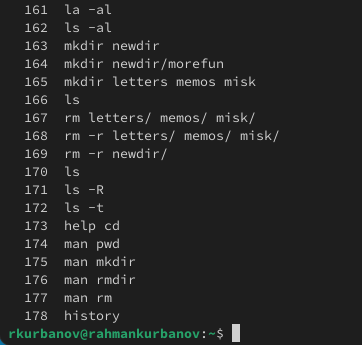 161 la -al
162 ls -al
163 mkdir newdir
164 mkdir newdir/morefun
165 mkdir letters memos misk
166 ls
167 rm letters/ memos/ misk/
168 rm -r letters/ memos/ misk/
169 rm -r newdir/
170 ls
171 ls -R
172 ls -t
173 help cd
174 man pwd
175 man mkdir
176 man rmdir
177 man rm
178 history
rkurbanov@rahmankurbanov:~$